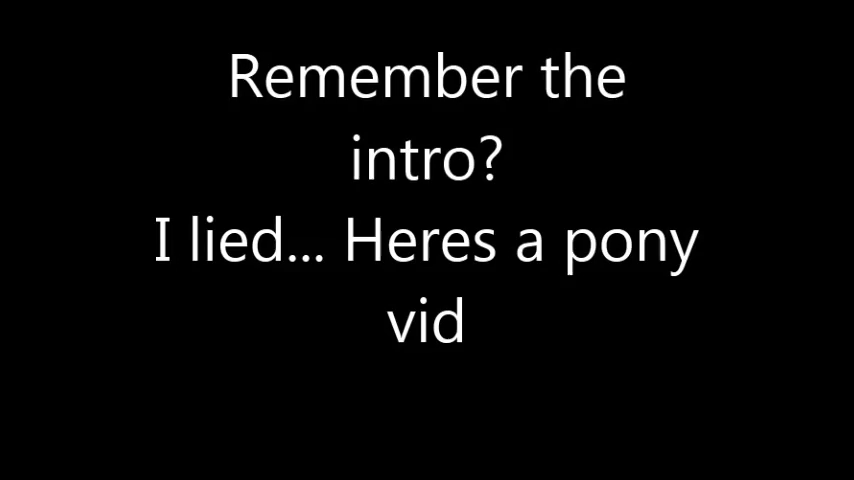 Remember the
intro?
I lied... Heres a pony
vid